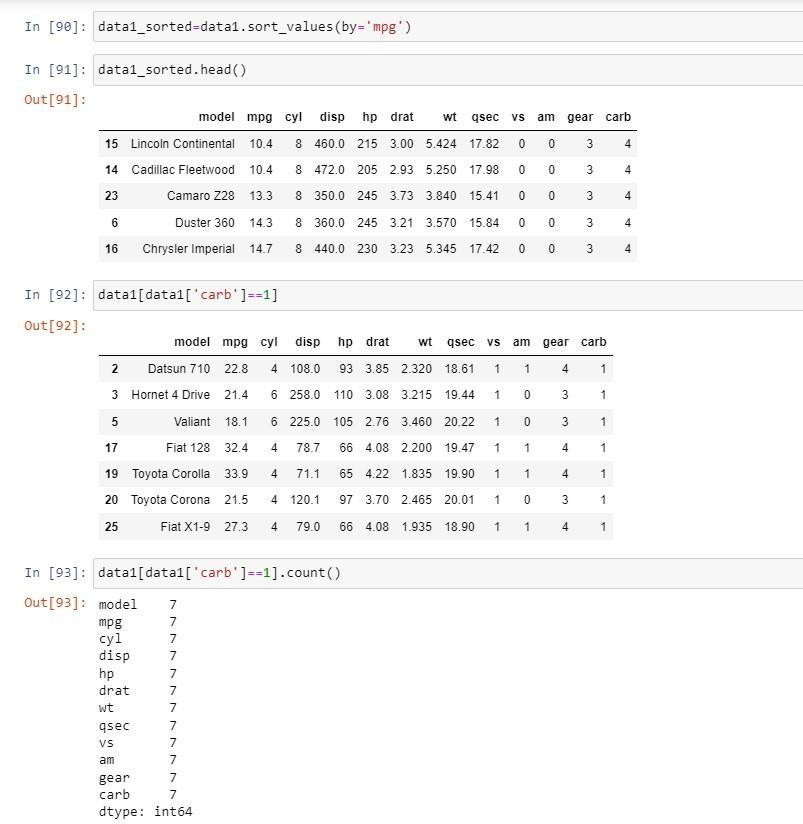 In [90]: data1_sorted=data1.sort_values(by='mpg')
In [91]: data1_sorted.head()
Out[91]:
model mpg cyl disp hp drat wt qsec vs am gear carb
15 Lincoln Continental 10.4 8 460.0 215 3.00 5.424 17.82 0 0 3 4
14 Cadillac Fleetwood 10.4 8 472.0 205 2.93 5.250 17.98 0 0 3 4
23 Camaro Z28 13.3 8 350.0 245 3.73 3.840 15.41 0 0 3 4
6 Duster 360 14.3 8 360.0 245 3.21 3.570 15.84 0 0 3 4
16 Chrysler Imperial 14.7 8 440.0 230 3.23 5.345 17.42 0 0 3 4
In [92]: data1[data1['carb']==1]
Out[92]:
model mpg cyl disp hp drat wt qsec vs am gear carb
2 Datsun 710 22.8 4 108.0 93 3.85 2.320 18.61 1 1 4 1
3 Hornet 4 Drive 21.4 6 258.0 110 3.08 3.215 19.44 1 0 3 1
5 Valiant 18.1 6 225.0 105 2.76 3.460 20.22 1 0 3 1
17 Fiat 128 32.4 4 78.7 66 4.08 2.200 19.47 1 1 4 1
19 Toyota Corolla 33.9 4 71.1 65 4.22 1.835 19.90 1 1 4 1
20 Toyota Corona 21.5 4 120.1 97 3.70 2.465 20.01 1 0 3 1
25 Fiat X1-9 27.3 4 79.0 66 4.08 1.935 18.90 1 1 4 1
In [93]: data1[data1['carb']==1].count()
Out[93]: model 7
mpg 7
cyl 7
disp 7
hp 7
drat 7
wt 7
qsec 7
vs 7
am 7
gear 7
carb 7
dtype: int64